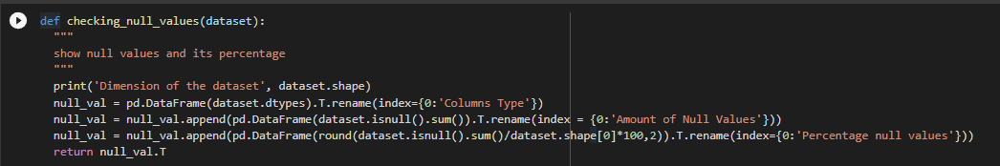 def checking_null_values(dataset):
"""
show null values and its percentage
"""
print('Dimension of the dataset', dataset.shape)
null_val = pd.DataFrame(dataset.dtypes).T.rename(index={0:'Columns Type'})
null_val = null_val.append(pd.DataFrame(dataset.isnull().sum()).T.rename(index = {0:'Amount of Null Values'}))
null_val = null_val.append(pd.DataFrame(round(dataset.isnull().sum()/dataset.shape[0]*100,2)).T.rename(index={0:'Percentage null values'}))
return null_val.T